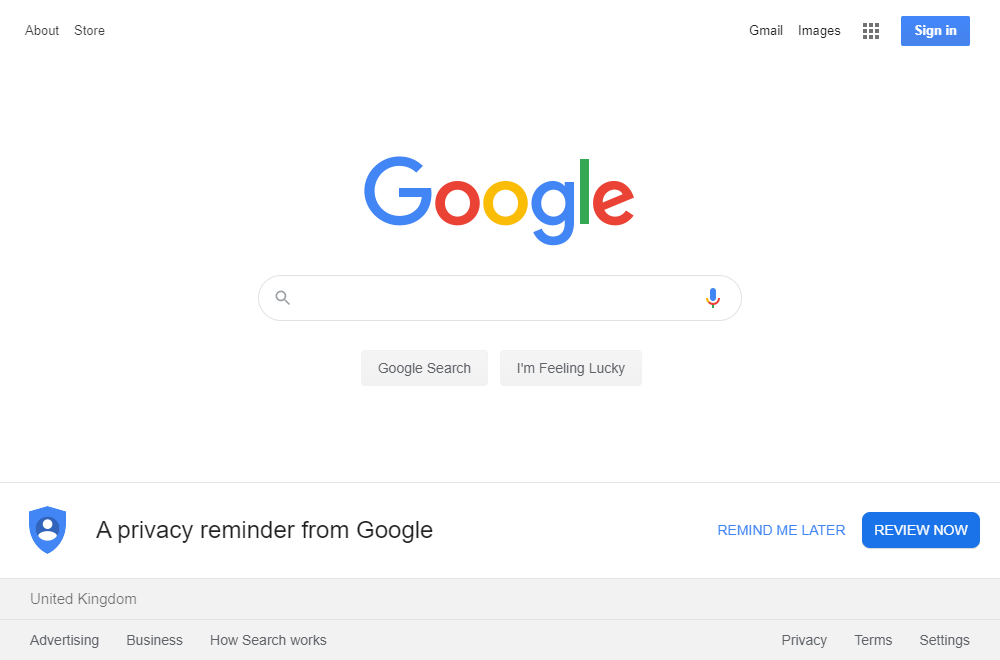 About Store Gmail Images Sign in
Google
Google Search I'm Feeling Lucky
A privacy reminder from Google REMIND ME LATER REVIEW NOW
United Kingdom
Advertising Business How Search works Privacy Terms Settings